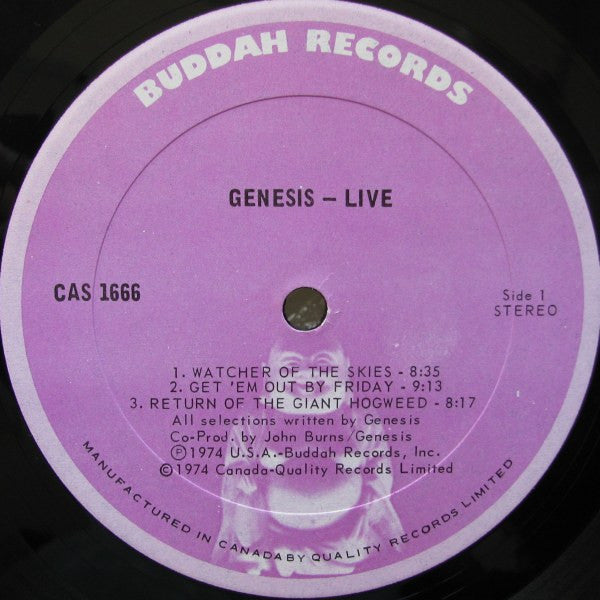 BUDDAH RECORDS
GENESIS – LIVE
CAS 1666
Side 1
STEREO
1. WATCHER OF THE SKIES - 8:35
2. GET 'EM OUT BY FRIDAY - 9:13
3. RETURN OF THE GIANT HOGWEED - 8:17
All selections written by Genesis
Co-Prod. by John Burns/Genesis
℗1974 U.S.A.-Buddah Records, Inc.
©1974 Canada-Quality Records Limited
MANUFACTURED IN CANADA BY QUALITY RECORDS LIMITED